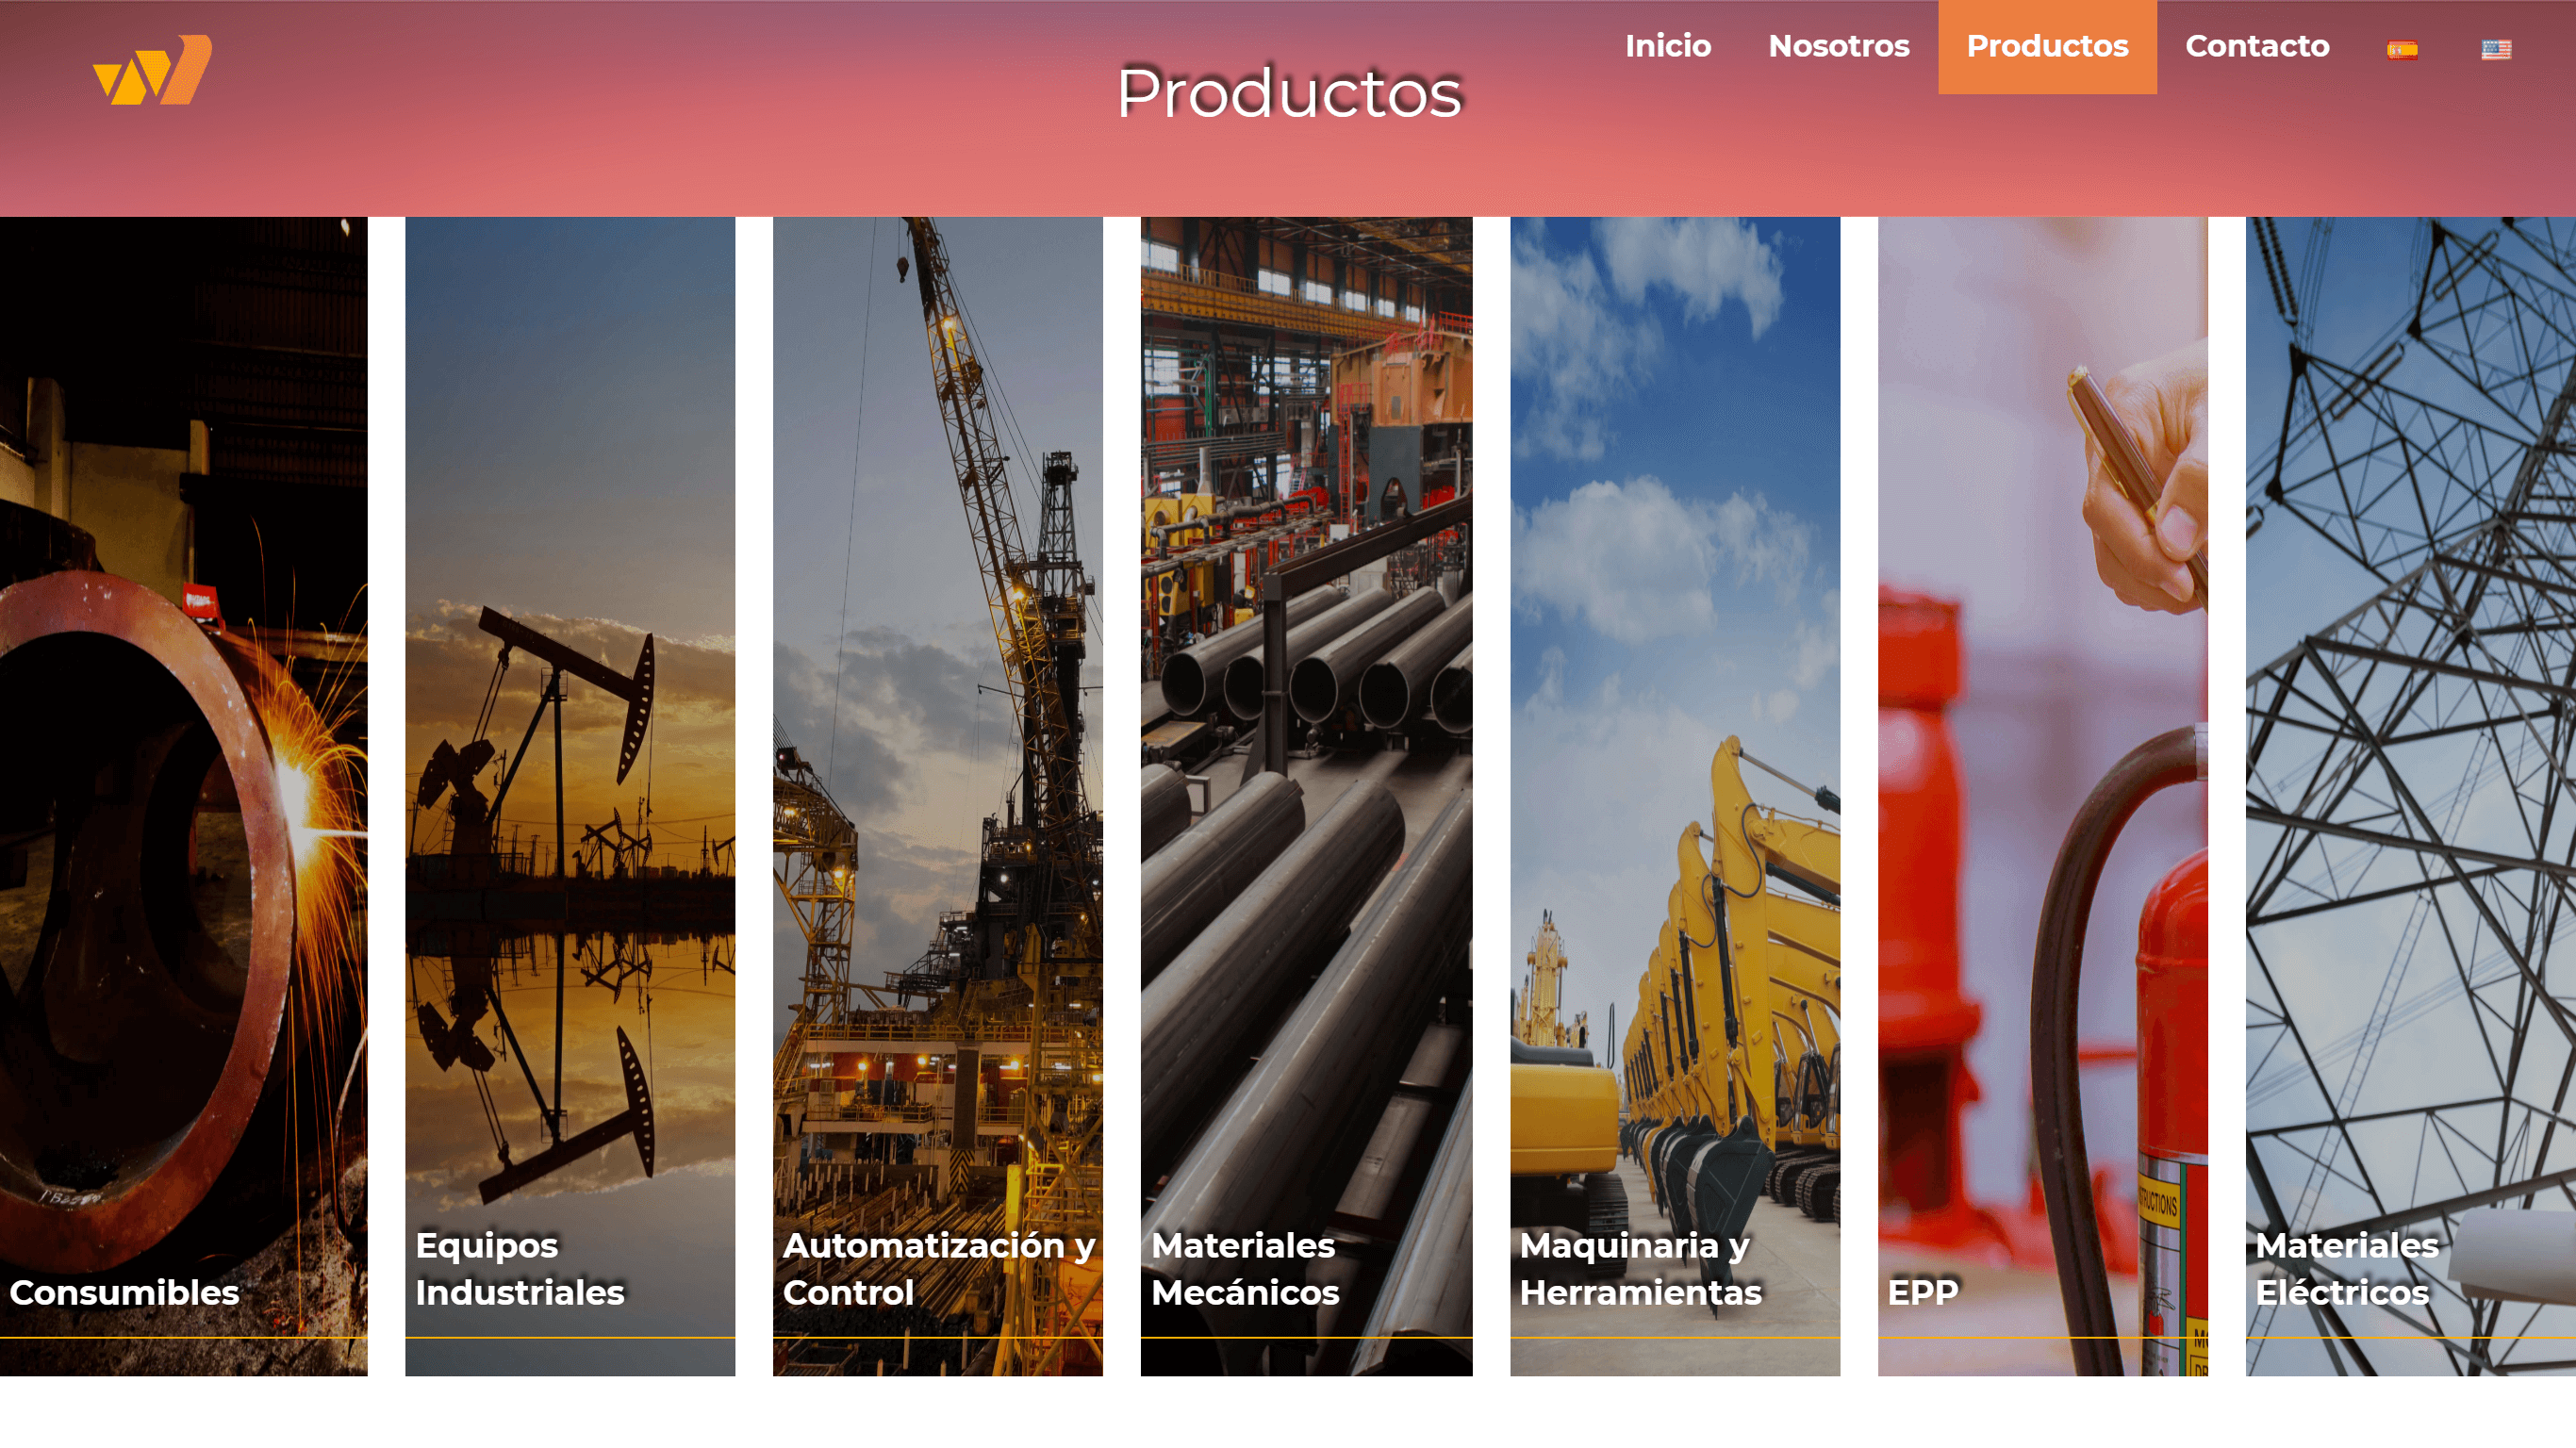 Inicio
Nosotros
Productos
Contacto
Productos
Consumibles
Equipos
Industriales
Automatización y
Control
Materiales
Mecánicos
Maquinaria y
Herramientas
EPP
Materiales
Eléctricos